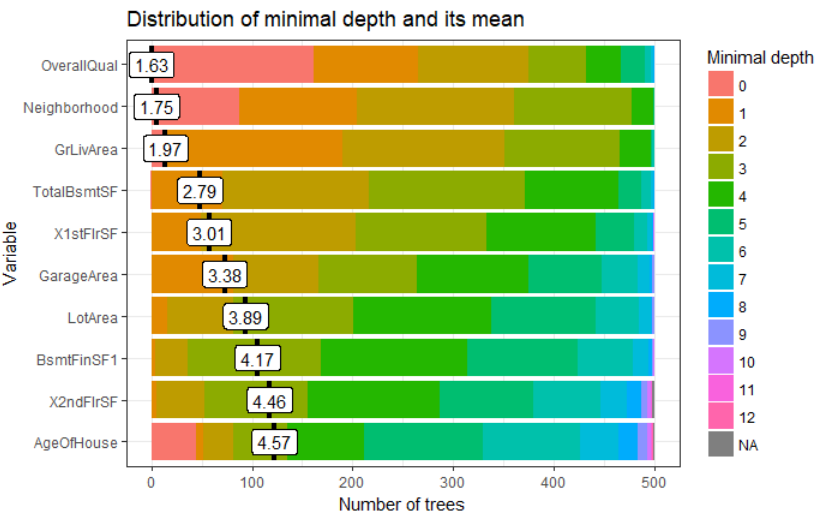 Distribution of minimal depth and its mean
Variable
OverallQual 1.63
Neighborhood 1.75
GrLivArea 1.97
TotalBsmtSF 2.79
X1stFlrSF 3.01
GarageArea 3.38
LotArea 3.89
BsmtFinSF1 4.17
X2ndFlrSF 4.46
AgeOfHouse 4.57
0 100 200 300 400 500
Number of trees
Minimal depth
0
1
2
3
4
5
6
7
8
9
10
11
12
NA